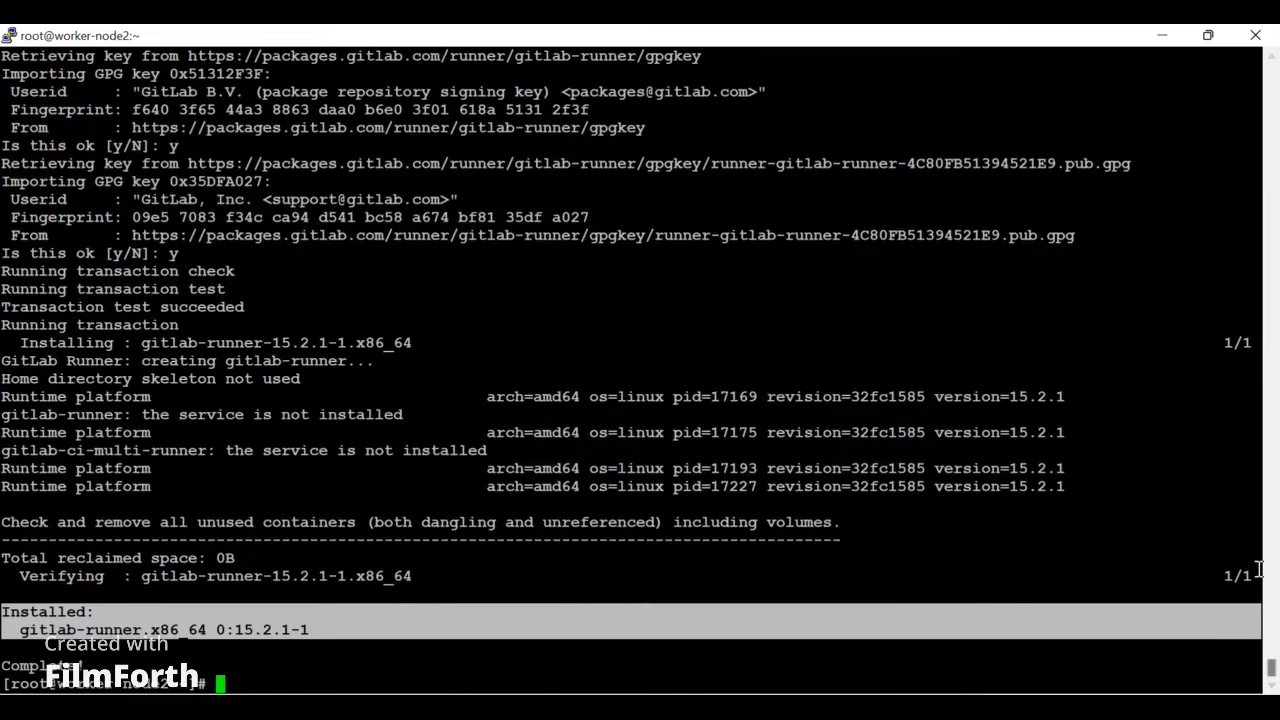 root@worker-node2:~
Retrieving key from https://packages.gitlab.com/runner/gitlab-runner/gpgkey
Importing GPG key 0x51312F3F:
 Userid     : "GitLab B.V. (package repository signing key) <packages@gitlab.com>"
 Fingerprint: f640 3f65 44a3 8863 daa0 b6e0 3f01 618a 5131 2f3f
 From       : https://packages.gitlab.com/runner/gitlab-runner/gpgkey
Is this ok [y/N]: y
Retrieving key from https://packages.gitlab.com/runner/gitlab-runner/gpgkey/runner-gitlab-runner-4C80FB51394521E9.pub.gpg
Importing GPG key 0x35DFA027:
 Userid     : "GitLab, Inc. <support@gitlab.com>"
 Fingerprint: 09e5 7083 f34c ca94 d541 bc58 a674 bf81 35df a027
 From       : https://packages.gitlab.com/runner/gitlab-runner/gpgkey/runner-gitlab-runner-4C80FB51394521E9.pub.gpg
Is this ok [y/N]: y
Running transaction check
Running transaction test
Transaction test succeeded
Running transaction
  Installing : gitlab-runner-15.2.1-1.x86_64 1/1
GitLab Runner: creating gitlab-runner...
Home directory skeleton not used
Runtime platform arch=amd64 os=linux pid=17169 revision=32fc1585 version=15.2.1
gitlab-runner: the service is not installed
Runtime platform arch=amd64 os=linux pid=17175 revision=32fc1585 version=15.2.1
gitlab-ci-multi-runner: the service is not installed
Runtime platform arch=amd64 os=linux pid=17193 revision=32fc1585 version=15.2.1
Runtime platform arch=amd64 os=linux pid=17227 revision=32fc1585 version=15.2.1
Check and remove all unused containers (both dangling and unreferenced) including volumes.
------------------------------------------------------------------------------------------
Total reclaimed space: 0B
  Verifying  : gitlab-runner-15.2.1-1.x86_64 1/1
Installed:
  gitlab-runner.x86_64 0:15.2.1-1
Created with
Complete!
FilmForth
[root@worker-node2 ~]#